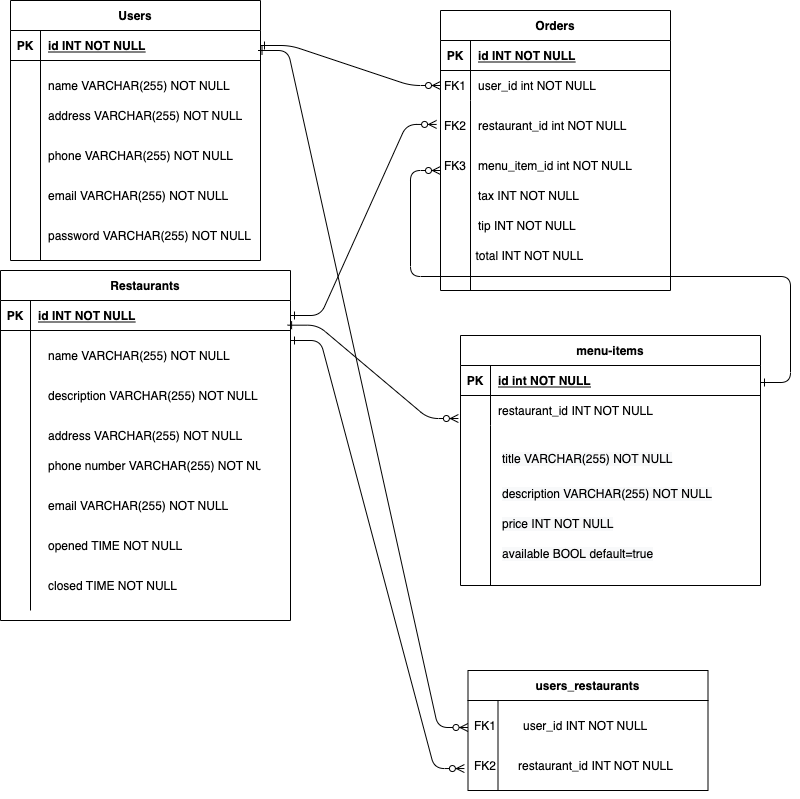 Users
PK id INT NOT NULL
name VARCHAR(255) NOT NULL
address VARCHAR(255) NOT NULL
phone VARCHAR(255) NOT NULL
email VARCHAR(255) NOT NULL
password VARCHAR(255) NOT NULL
Restaurants
PK id INT NOT NULL
name VARCHAR(255) NOT NULL
description VARCHAR(255) NOT NULL
address VARCHAR(255) NOT NULL
phone number VARCHAR(255) NOT NU
email VARCHAR(255) NOT NULL
opened TIME NOT NULL
closed TIME NOT NULL
Orders
PK id INT NOT NULL
FK1 user_id int NOT NULL
FK2 restaurant_id int NOT NULL
FK3 menu_item_id int NOT NULL
tax INT NOT NULL
tip INT NOT NULL
total INT NOT NULL
menu-items
PK id int NOT NULL
restaurant_id INT NOT NULL
title VARCHAR(255) NOT NULL
description VARCHAR(255) NOT NULL
price INT NOT NULL
available BOOL default=true
users_restaurants
FK1 user_id INT NOT NULL
FK2 restaurant_id INT NOT NULL